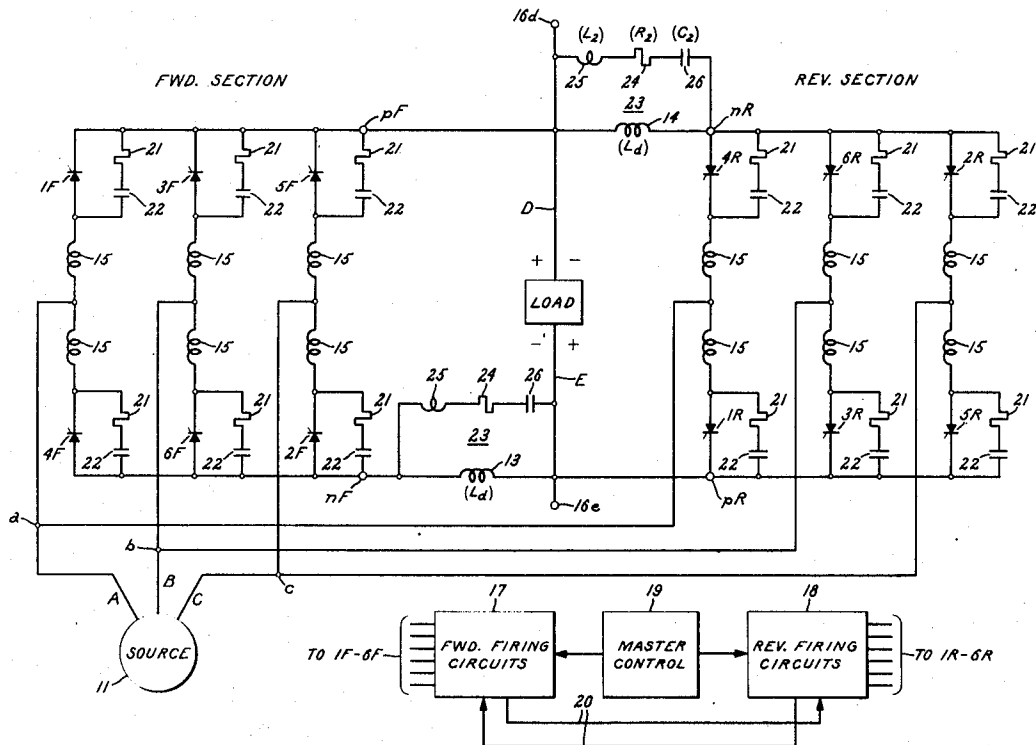 16d
(L2) (R2) (C2)
25 24 26
FWD. SECTION
REV. SECTION
23
pF
nR
14
(Ld)
21 21 21
1F 3F 5F
22 22 22
4R 6R 2R
21 21 21
22 22 22
D
15 15 15
15 15 15
+ -
LOAD
- +
15 15 15
15 15 15
E
25 24 26
23
21 21 21
4F 6F 2F
22 22 22
nF
13
(Ld)
1R 3R 5R
21 21 21
22 22 22
pR
16e
a
b
c
A B C
SOURCE
11
17 19 18
FWD. FIRING CIRCUITS
MASTER CONTROL
REV. FIRING CIRCUITS
TO 1F-6F
TO 1R-6R
20